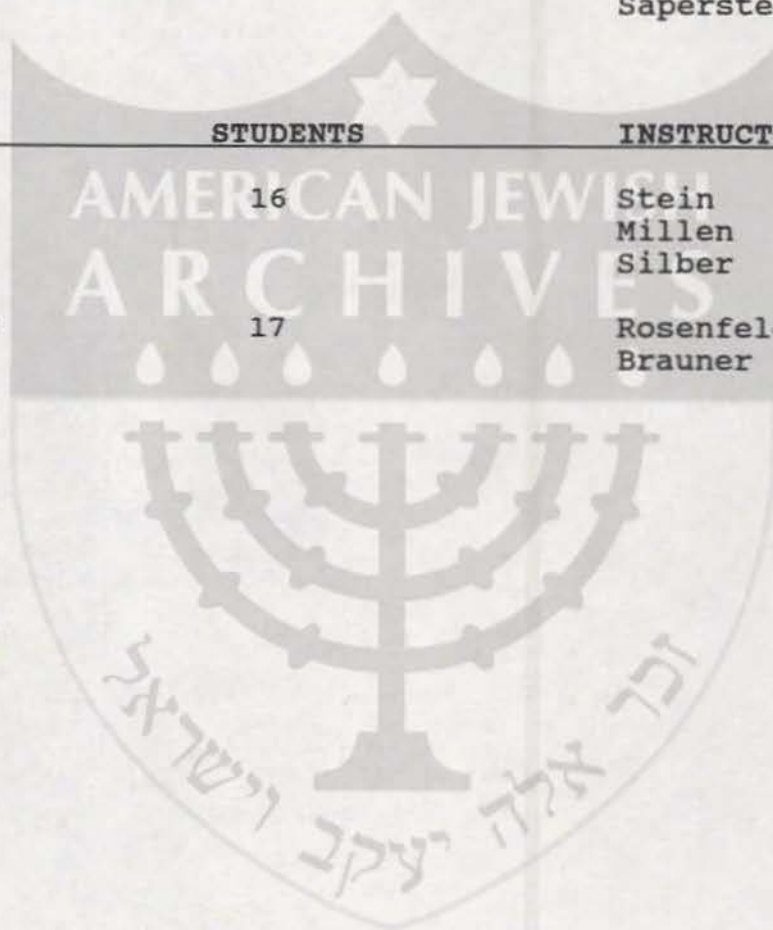 Saperste
STUDENTS INSTRUCT
AMERICAN JEWISH
ARCHIVES
16 Stein
Millen
Silber
17 Rosenfel
Brauner
זכר אלה יעקב וישראל